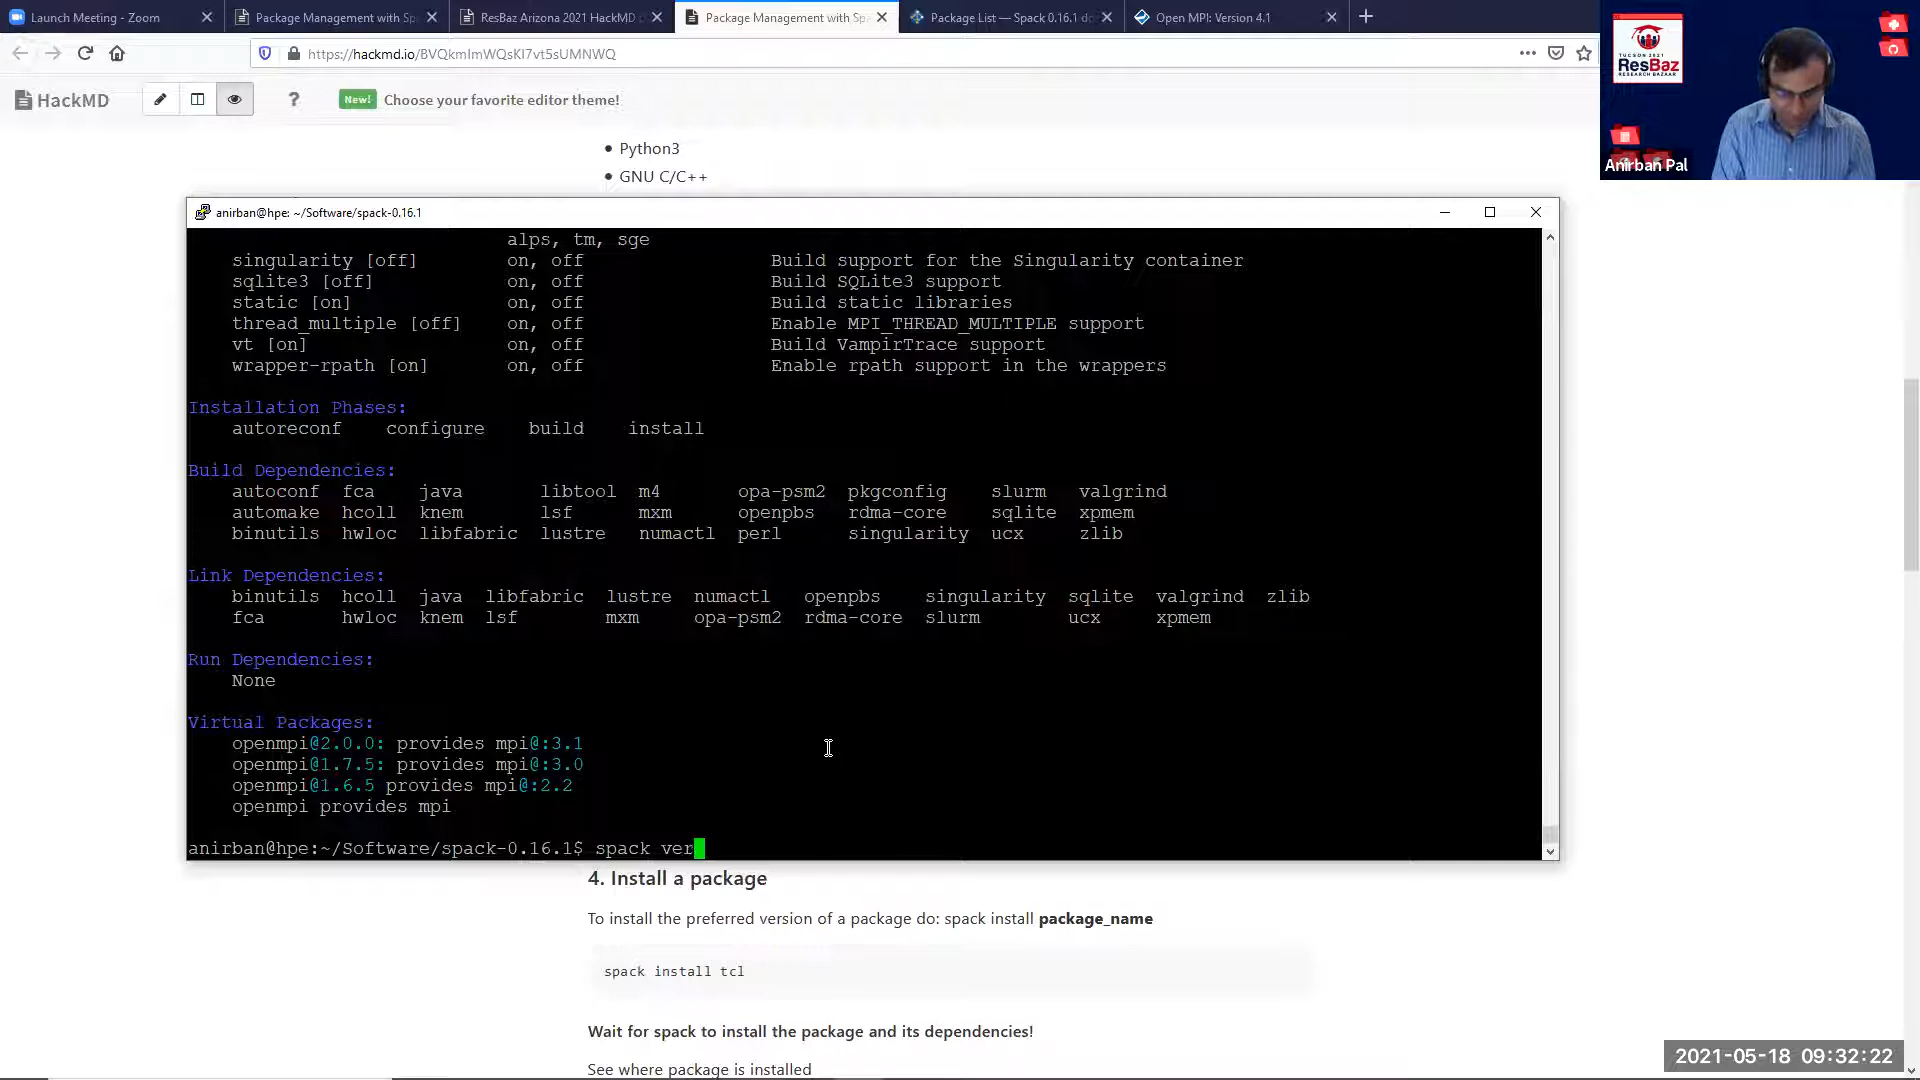 Launch Meeting - Zoom
Package Management with Sp
ResBaz Arizona 2021 HackMD
Package Management with Spa
Package List — Spack 0.16.1 do
Open MPI: Version 4.1
https://hackmd.io/BVQkmImWQsKI7vt5sUMNWQ
HackMD
?
New! Choose your favorite editor theme!
TUCSON 2021
ResBaz
RESEARCH BAZAAR
Anirban Pal
Python3
GNU C/C++
anirban@hpe: ~/Software/spack-0.16.1
alps, tm, sge
singularity [off] on, off Build support for the Singularity container
sqlite3 [off] on, off Build SQLite3 support
static [on] on, off Build static libraries
thread_multiple [off] on, off Enable MPI_THREAD_MULTIPLE support
vt [on] on, off Build VampirTrace support
wrapper-rpath [on] on, off Enable rpath support in the wrappers
Installation Phases:
autoreconf configure build install
Build Dependencies:
autoconf fca java libtool m4 opa-psm2 pkgconfig slurm valgrind
automake hcoll knem lsf mxm openpbs rdma-core sqlite xpmem
binutils hwloc libfabric lustre numactl perl singularity ucx zlib
Link Dependencies:
binutils hcoll java libfabric lustre numactl openpbs singularity sqlite valgrind zlib
fca hwloc knem lsf mxm opa-psm2 rdma-core slurm ucx xpmem
Run Dependencies:
None
Virtual Packages:
openmpi@2.0.0: provides mpi@:3.1
openmpi@1.7.5: provides mpi@:3.0
openmpi@1.6.5 provides mpi@:2.2
openmpi provides mpi
anirban@hpe:~/Software/spack-0.16.1$ spack ver
4. Install a package
To install the preferred version of a package do: spack install package_name
spack install tcl
Wait for spack to install the package and its dependencies!
See where package is installed
2021-05-18 09:32:22